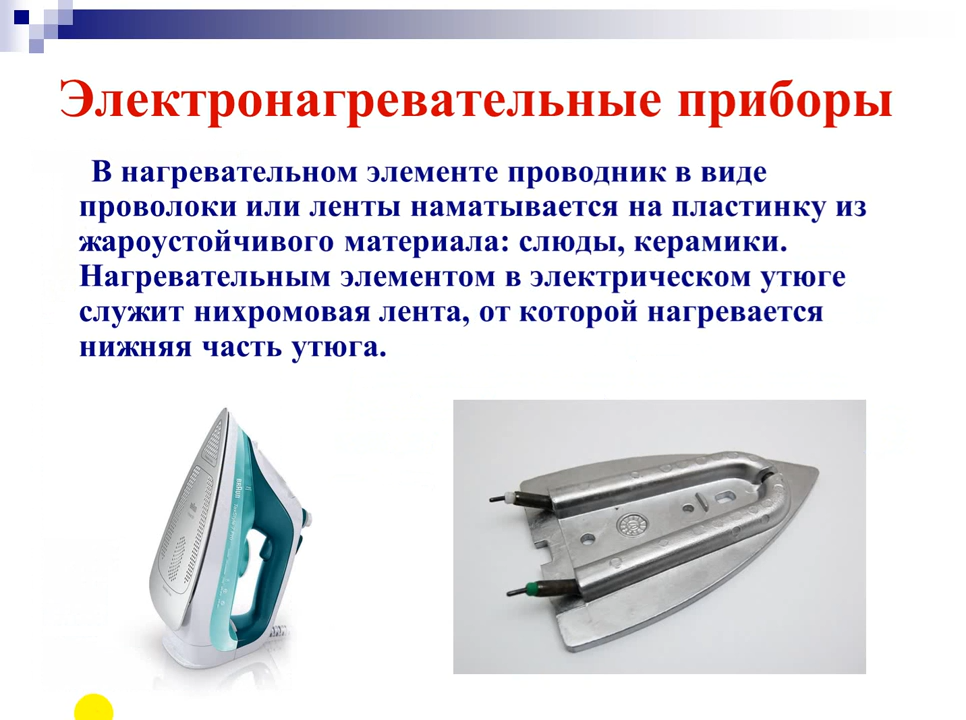 Электронагревательные приборы
В нагревательном элементе проводник в виде
проволоки или ленты наматывается на пластинку из
жароустойчивого материала: слюды, керамики.
Нагревательным элементом в электрическом утюге
служит нихромовая лента, от которой нагревается
нижняя часть утюга.